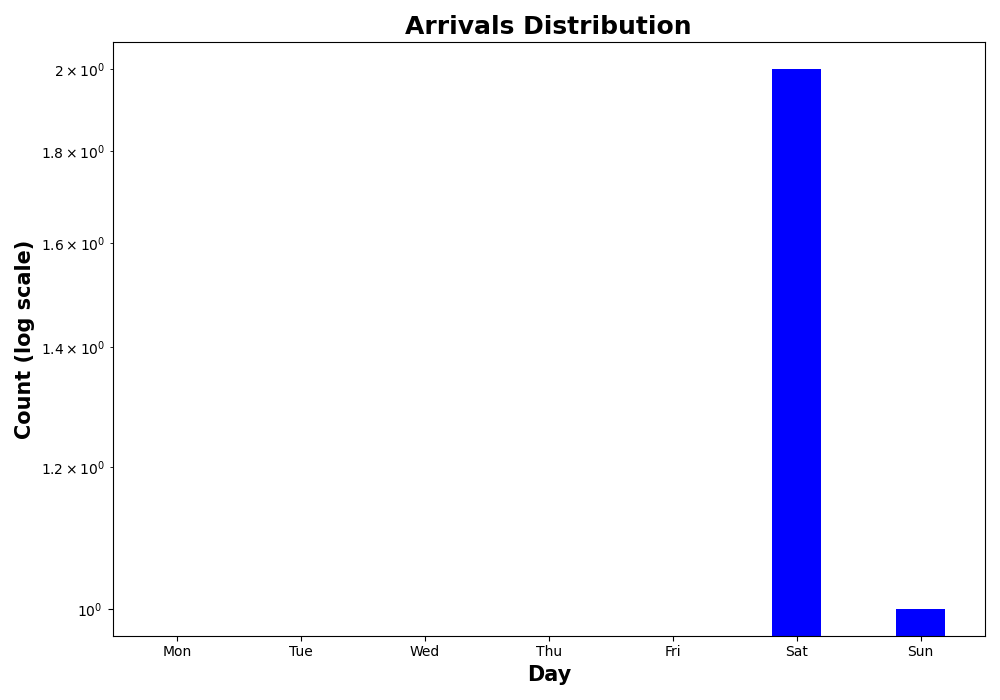 Arrivals Distribution
2 × 10⁰
1.8 × 10⁰
1.6 × 10⁰
1.4 × 10⁰
1.2 × 10⁰
10⁰
Count (log scale)
Mon Tue Wed Thu Fri Sat Sun
Day